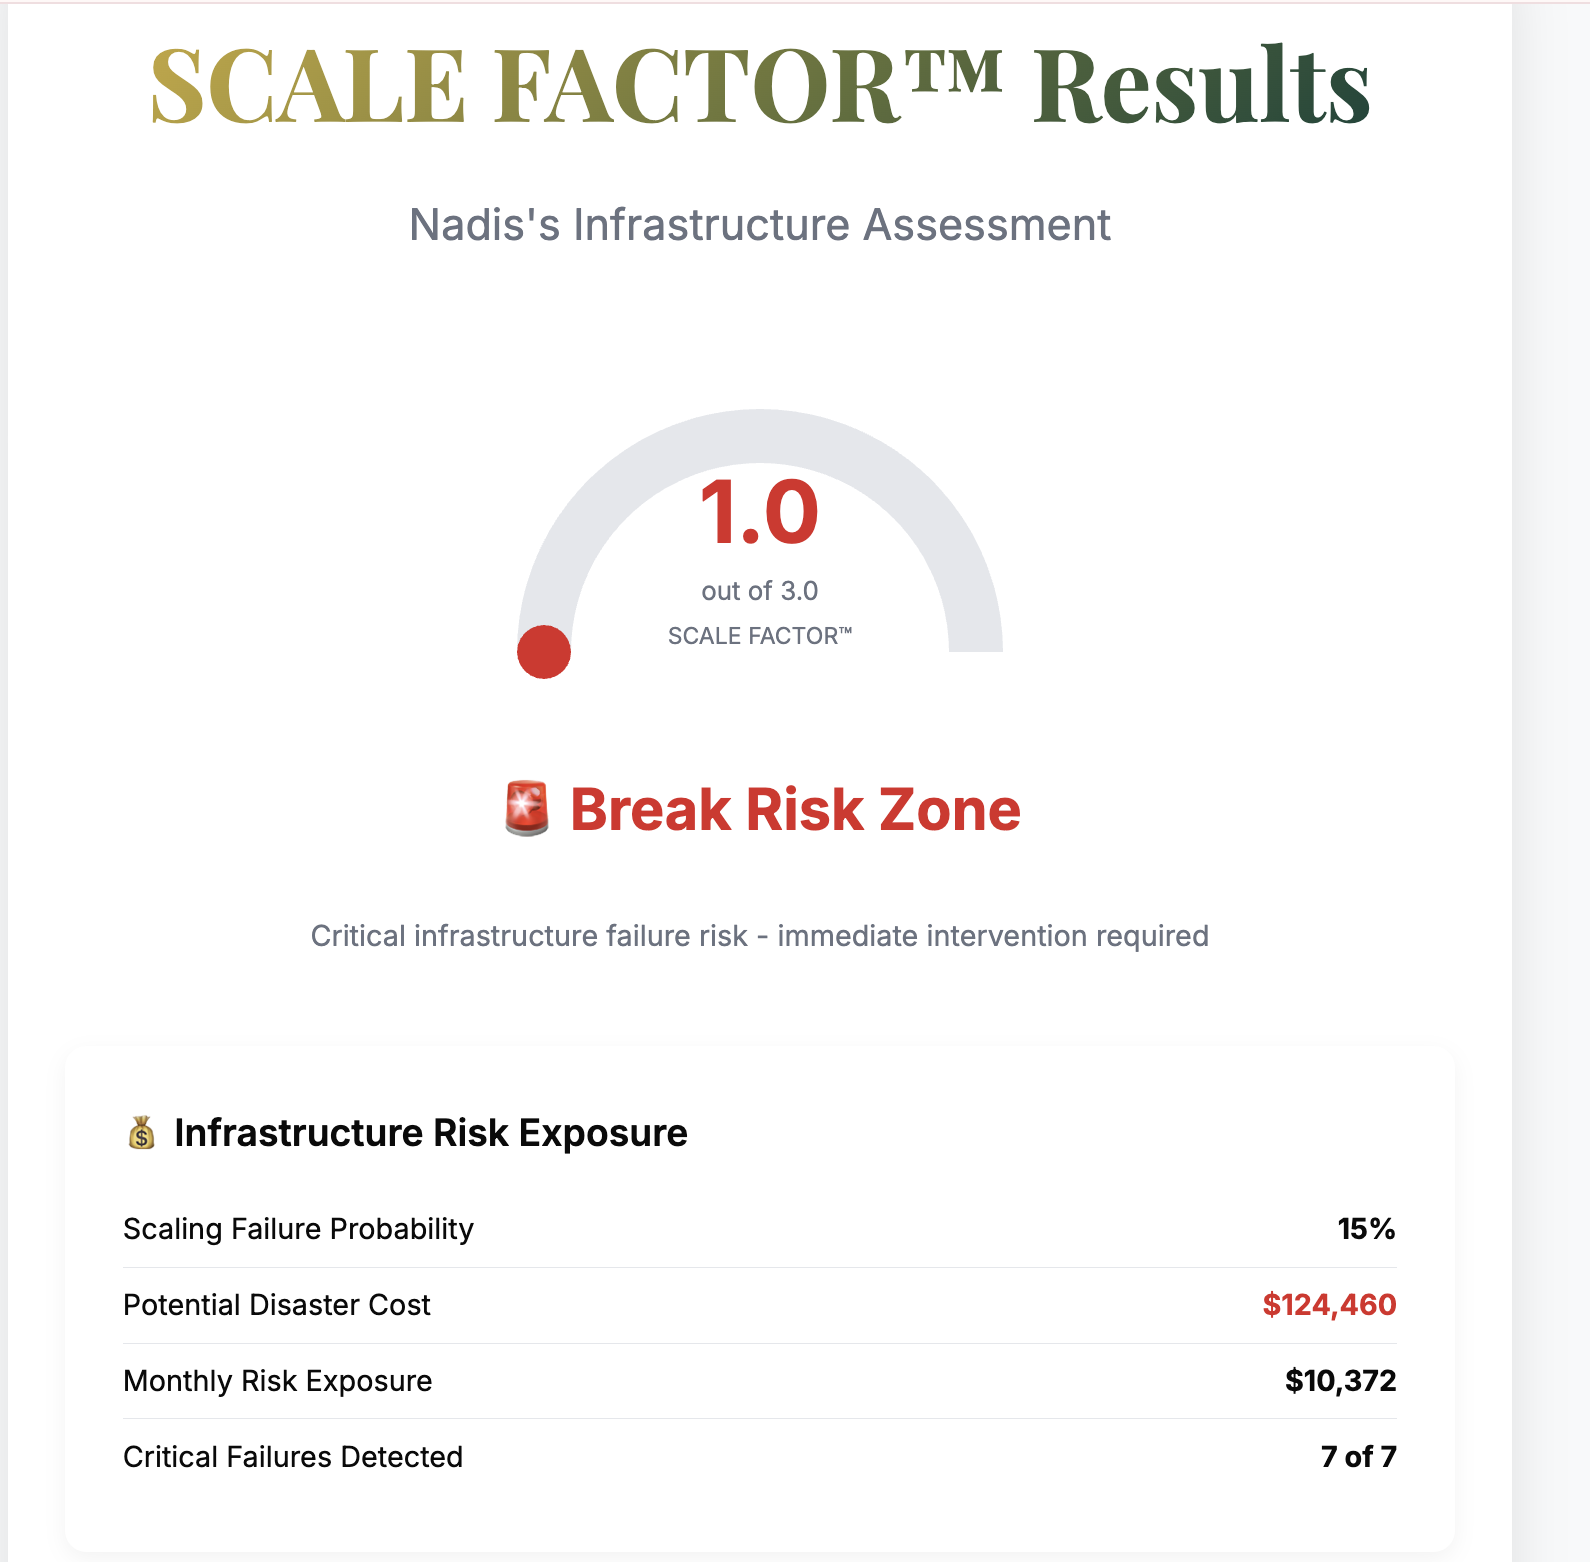 SCALE FACTOR™ Results
Nadis's Infrastructure Assessment
1.0
out of 3.0
SCALE FACTOR™
🚨 Break Risk Zone
Critical infrastructure failure risk - immediate intervention required
💰 Infrastructure Risk Exposure
Scaling Failure Probability 15%
Potential Disaster Cost $124,460
Monthly Risk Exposure $10,372
Critical Failures Detected 7 of 7